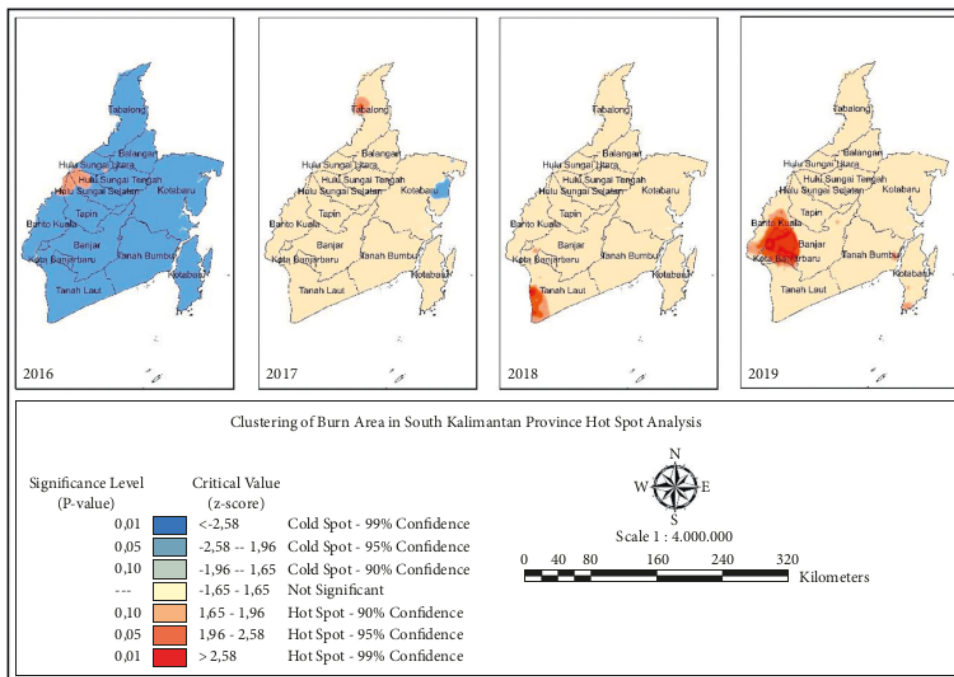 Tabalong
Balangan
Hulu Sungai Utara
Hulu Sungai Tengah
Hulu Sungai Selatan
Kotabaru
Tapin
Barito Kuala
Banjar
Kota Banjarbaru
Tanah Bumbu
Kotabaru
Tanah Laut
2016
Tabalong
Balangan
Hulu Sungai Utara
Hulu Sungai Tengah
Hulu Sungai Selatan
Kotabaru
Tapin
Barito Kuala
Banjar
Kota Banjarbaru
Tanah Bumbu
Kotabaru
Tanah Laut
2017
Tabalong
Balangan
Hulu Sungai Utara
Hulu Sungai Tengah
Hulu Sungai Selatan
Kotabaru
Tapin
Barito Kuala
Banjar
Kota Banjarbaru
Tanah Bumbu
Kotabaru
Tanah Laut
2018
Tabalong
Balangan
Hulu Sungai Utara
Hulu Sungai Tengah
Hulu Sungai Selatan
Kotabaru
Tapin
Barito Kuala
Banjar
Kota Banjarbaru
Tanah Bumbu
Kotabaru
Tanah Laut
2019
Clustering of Burn Area in South Kalimantan Province Hot Spot Analysis
Significance Level Critical Value
(P-value) (z-score)
0,01 <-2,58 Cold Spot - 99% Confidence
0,05 -2,58 -- 1,96 Cold Spot - 95% Confidence
0,10 -1,96 -- 1,65 Cold Spot - 90% Confidence
--- -1,65 - 1,65 Not Significant
0,10 1,65 - 1,96 Hot Spot - 90% Confidence
0,05 1,96 - 2,58 Hot Spot - 95% Confidence
0,01 >2,58 Hot Spot - 99% Confidence
N
W E
S
Scale 1 : 4.000.000
0 40 80 160 240 320
Kilometers